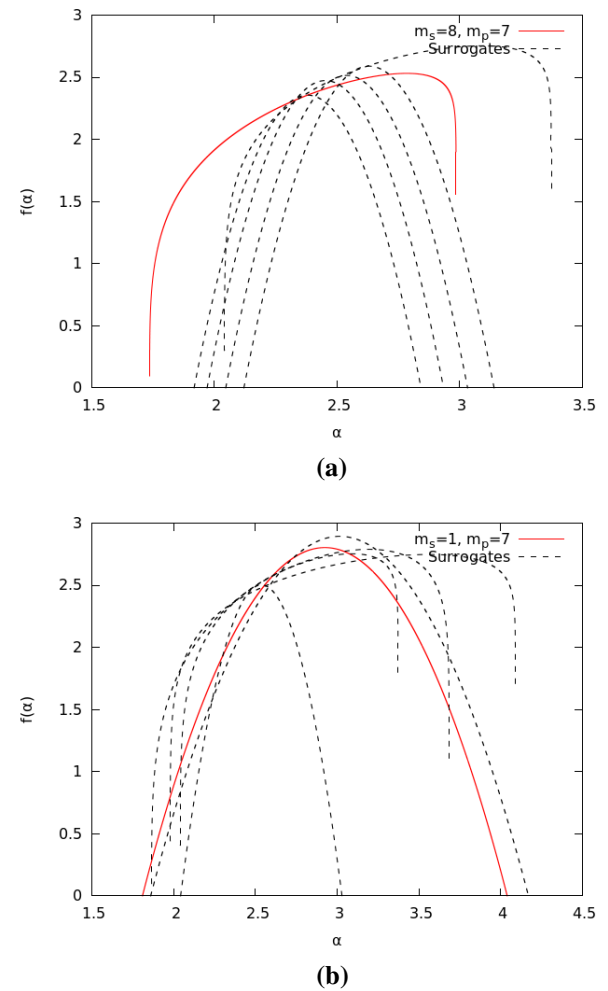 3
m_s=8, m_p=7
Surrogates
2.5
2
f(α)
1.5
1
0.5
0
1.5 2 2.5 3 3.5
α
(a)
3
m_s=1, m_p=7
Surrogates
2.5
2
f(α)
1.5
1
0.5
0
1.5 2 2.5 3 3.5 4 4.5
α
(b)